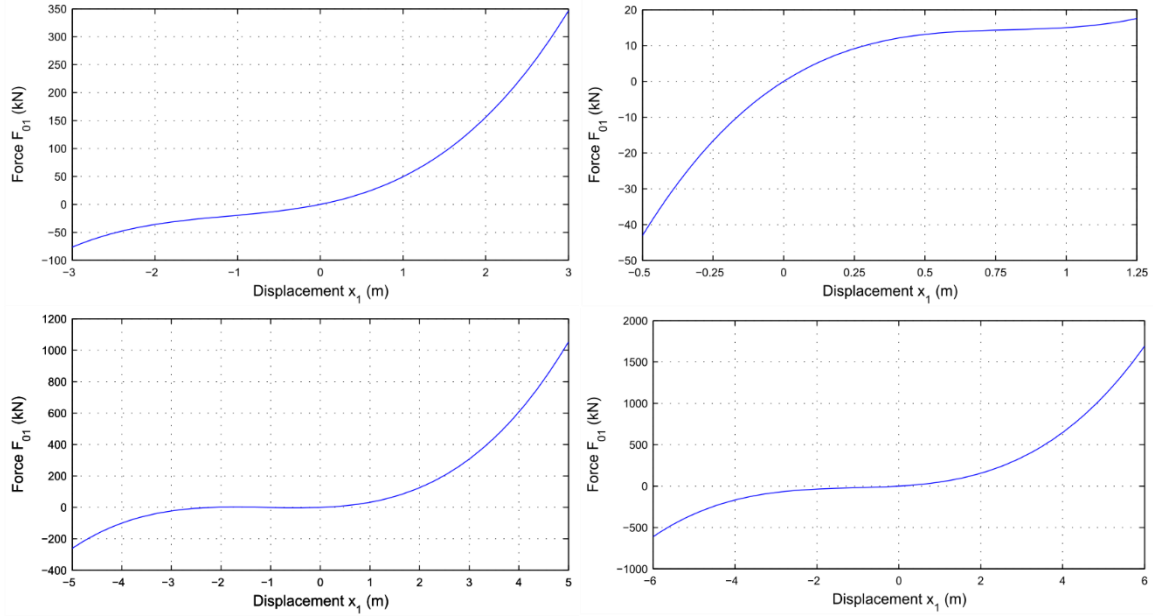 350
300
250
200
150
100
50
0
−50
−100
−3 −2 −1 0 1 2 3
Displacement x1 (m)
Force F01 (kN)
20
10
0
−10
−20
−30
−40
−50
−0.5 −0.25 0 0.25 0.5 0.75 1 1.25
Displacement x1 (m)
Force F01 (kN)
1200
1000
800
600
400
200
0
−200
−400
−5 −4 −3 −2 −1 0 1 2 3 4 5
Displacement x1 (m)
Force F01 (kN)
2000
1500
1000
500
0
−500
−1000
−6 −4 −2 0 2 4 6
Displacement x1 (m)
Force F01 (kN)